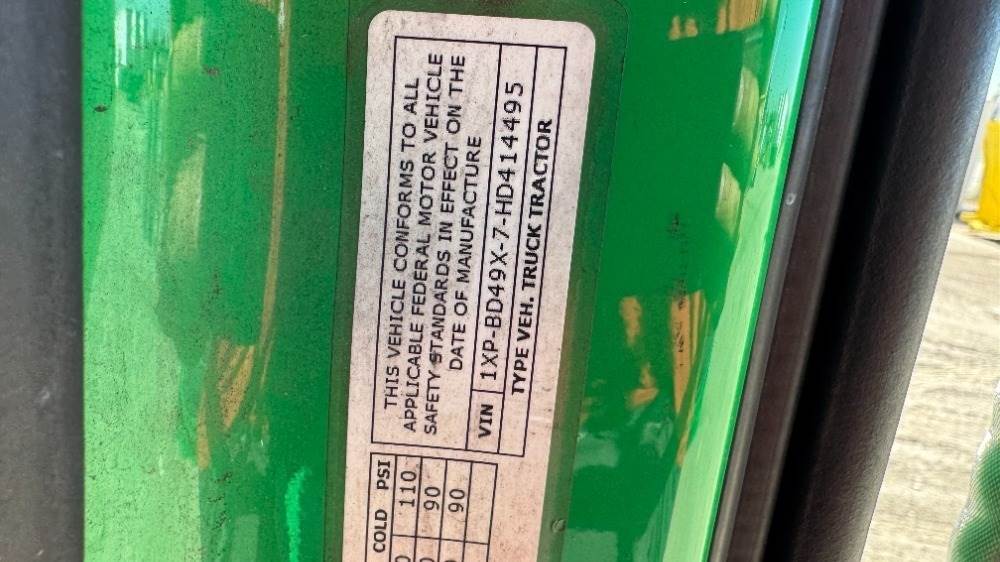 THIS VEHICLE CONFORMS TO ALL
APPLICABLE FEDERAL MOTOR VEHICLE
SAFETY STANDARDS IN EFFECT ON THE
DATE OF MANUFACTURE
VIN 1XP-BD49X-7-HD414495
TYPE VEH. TRUCK TRACTOR
COLD PSI
110
90
90